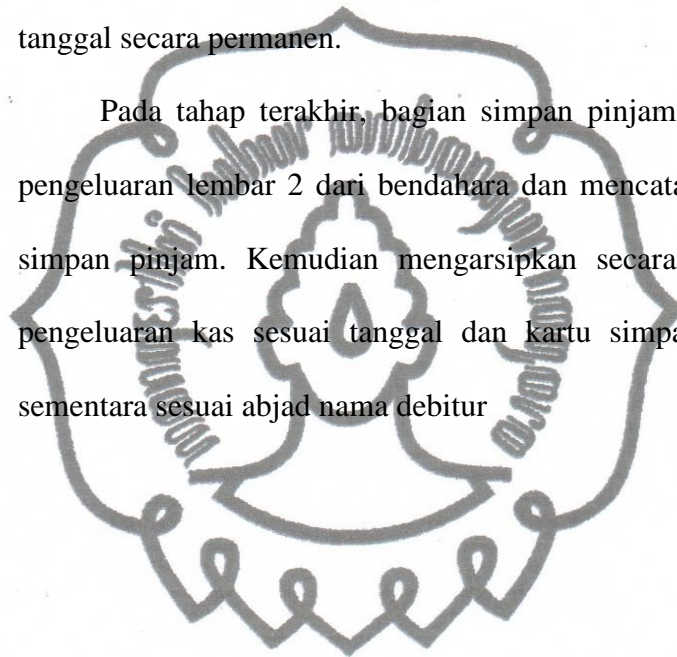 tanggal secara permanen.
Pada tahap terakhir, bagian simpan pinjam
pengeluaran lembar 2 dari bendahara dan mencata
simpan pinjam. Kemudian mengarsipkan secara
pengeluaran kas sesuai tanggal dan kartu simpa
sementara sesuai abjad nama debitur